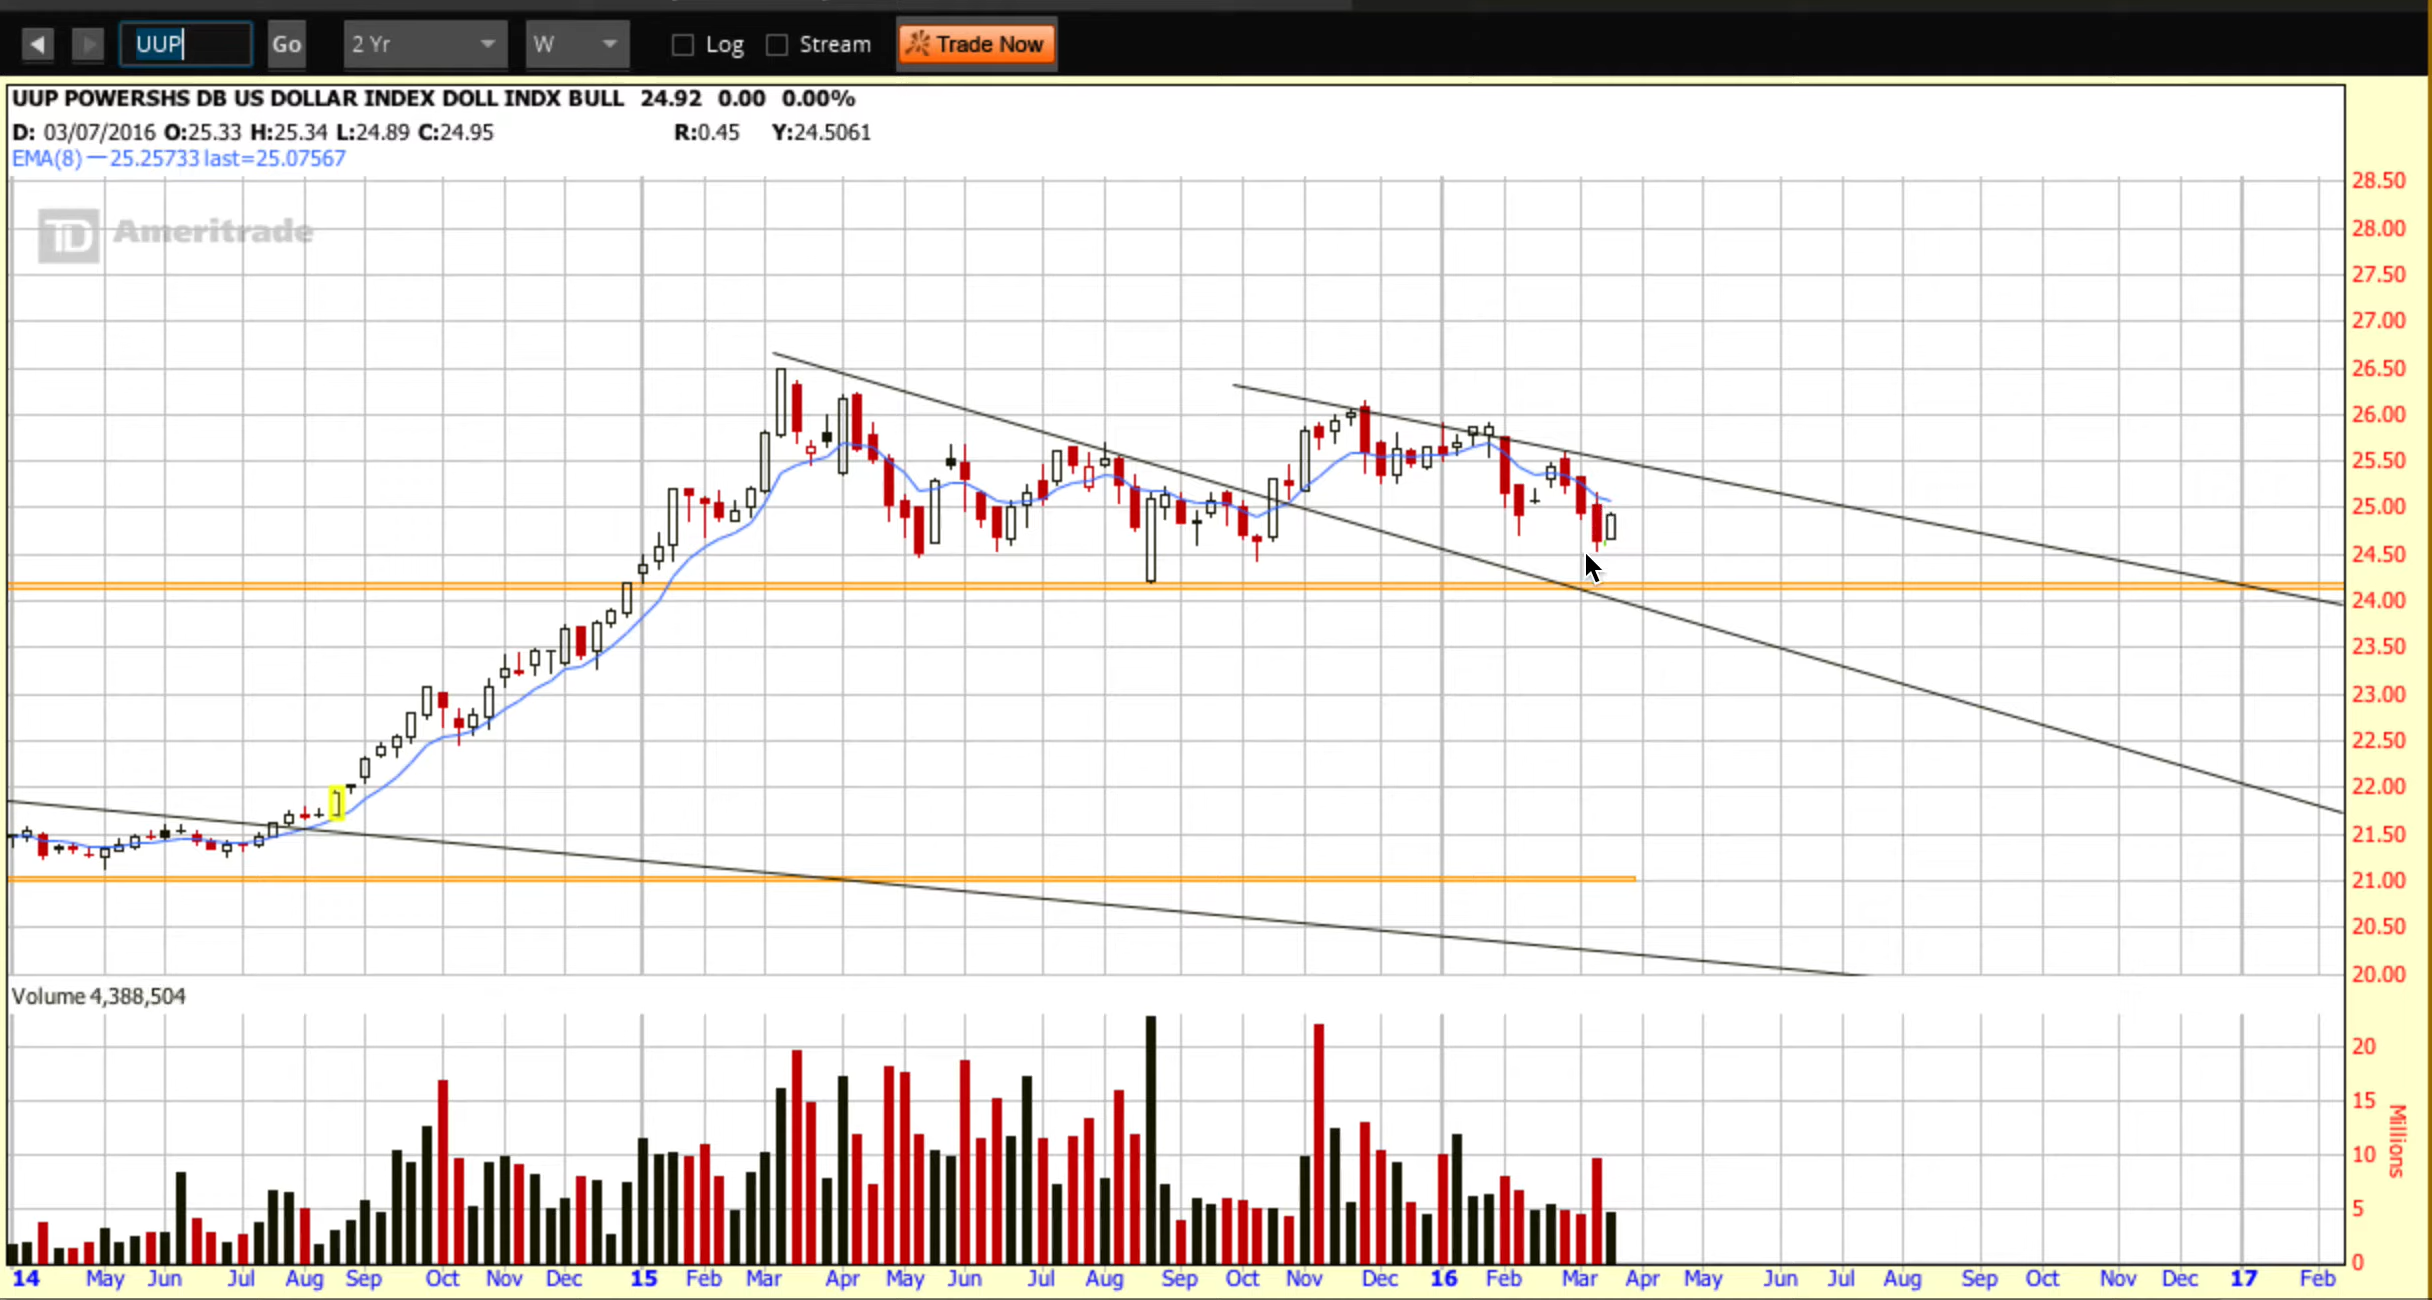 UUP Go 2 Yr W Log Stream Trade Now
UUP POWERSHS DB US DOLLAR INDEX DOLL INDX BULL 24.92 0.00 0.00%
D: 03/07/2016 O:25.33 H:25.34 L:24.89 C:24.95 R:0.45 Y:24.5061
EMA(8) —25.25733 last=25.07567
TD Ameritrade
28.50
28.00
27.50
27.00
26.50
26.00
25.50
25.00
24.50
24.00
23.50
23.00
22.50
22.00
21.50
21.00
20.50
20.00
Volume 4,388,504
20
15
10
5
0
Millions
14 May Jun Jul Aug Sep Oct Nov Dec 15 Feb Mar Apr May Jun Jul Aug Sep Oct Nov Dec 16 Feb Mar Apr May Jun Jul Aug Sep Oct Nov Dec 17 Feb